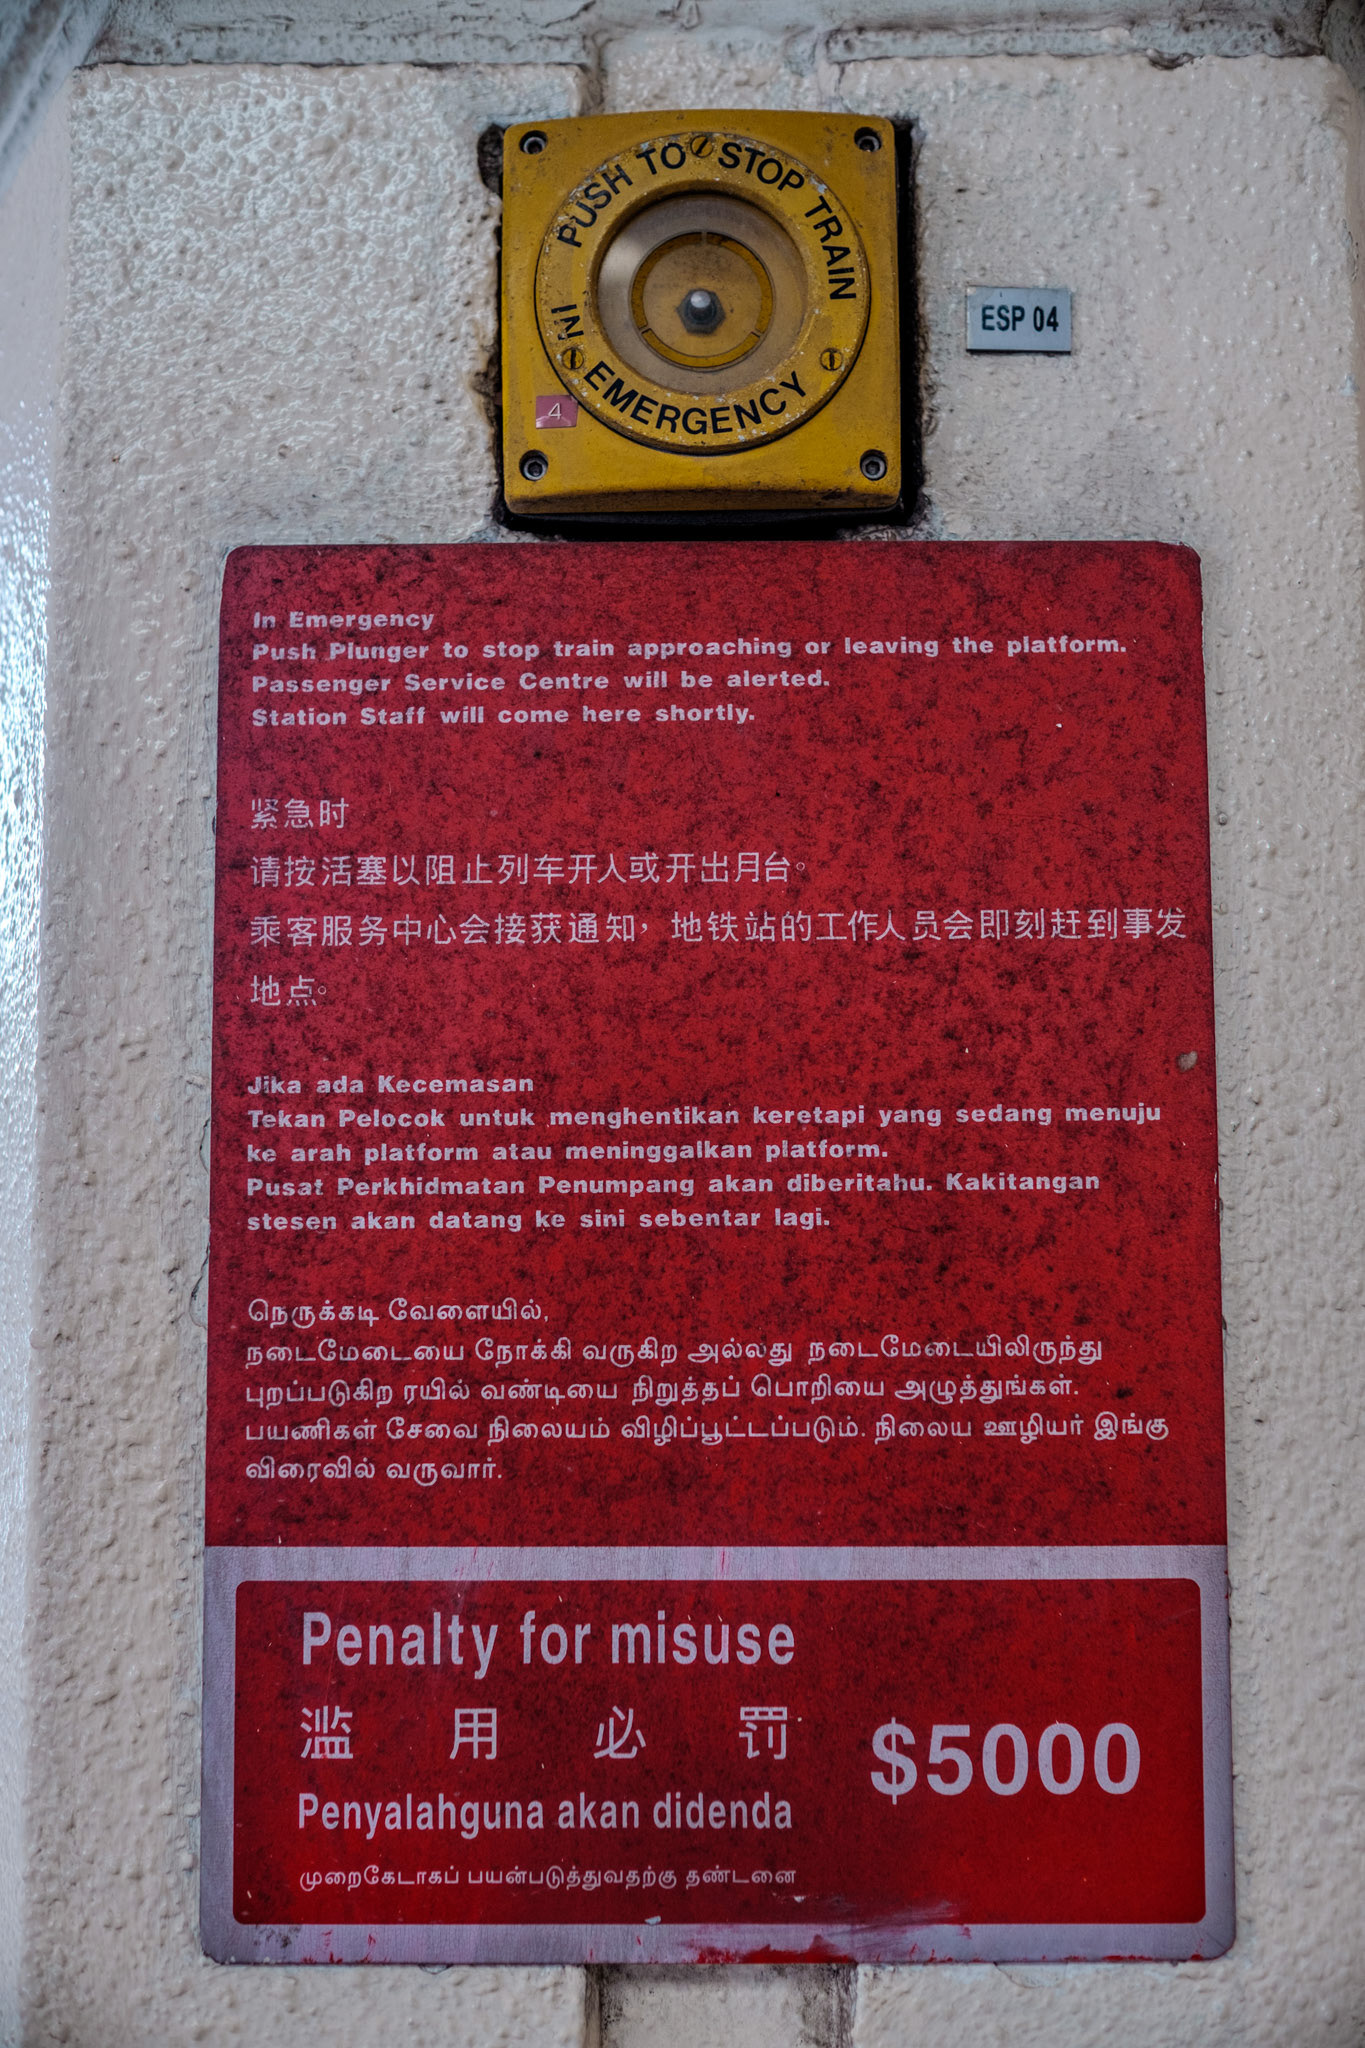 PUSH TO STOP TRAIN
IN EMERGENCY
4
ESP 04
In Emergency
Push Plunger to stop train approaching or leaving the platform.
Passenger Service Centre will be alerted.
Station Staff will come here shortly.
紧急时
请按活塞以阻止列车开入或开出月台。
乘客服务中心会接获通知，地铁站的工作人员会即刻赶到事发
地点。
Jika ada Kecemasan
Tekan Pelocok untuk menghentikan keretapi yang sedang menuju
ke arah platform atau meninggalkan platform.
Pusat Perkhidmatan Penumpang akan diberitahu. Kakitangan
stesen akan datang ke sini sebentar lagi.
நெருக்கடி வேளையில்,
நடைமேடையை நோக்கி வருகிற அல்லது நடைமேடையிலிருந்து
புறப்படுகிற ரயில் வண்டியை நிறுத்தப் பொறியை அழுத்துங்கள்.
பயணிகள் சேவை நிலையம் விழிப்பூட்டப்படும். நிலைய ஊழியர் இங்கு
விரைவில் வருவார்.
Penalty for misuse
滥用必罚
$5000
Penyalahguna akan didenda
முறைகேடாகப் பயன்படுத்துவதற்கு தண்டனை